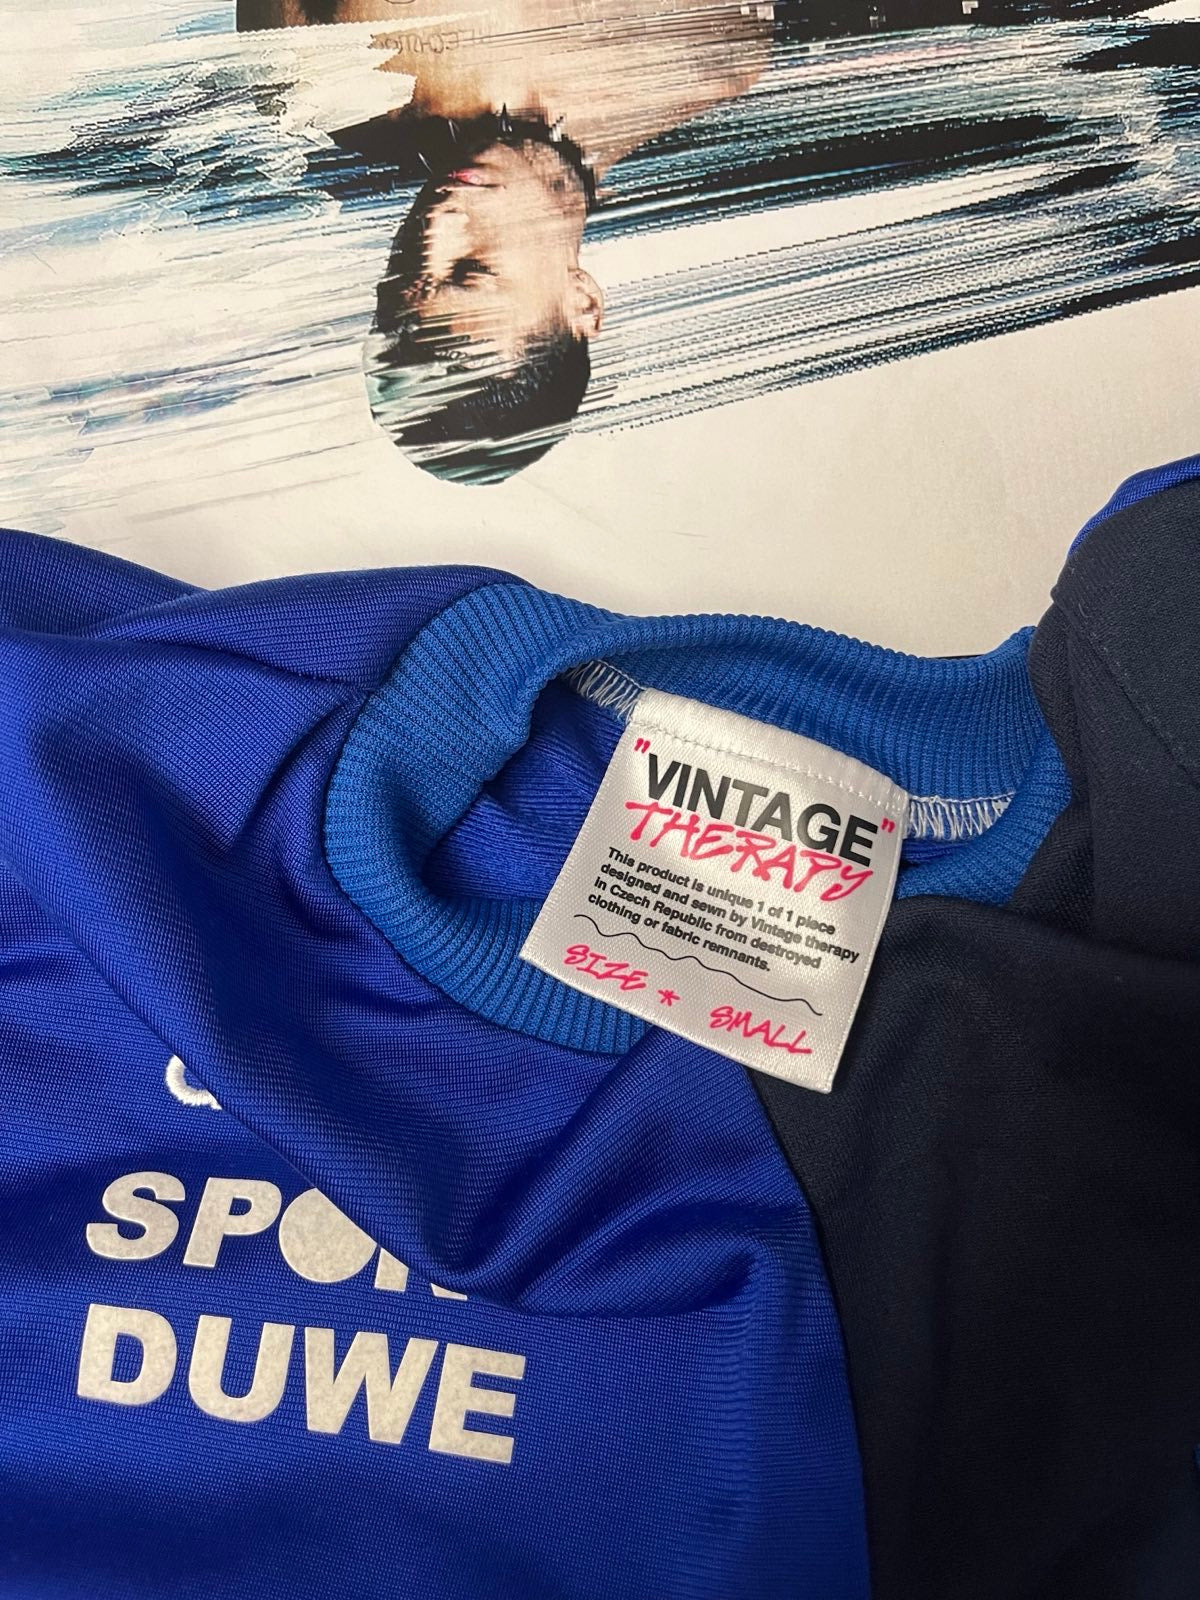 "VINTAGE"
THERAPY
This product is unique 1 of 1 piece
designed and sewn by Vintage therapy
in Czech Republic from destroyed
clothing or fabric remnants.
SIZE * SMALL
SPOR
DUWE